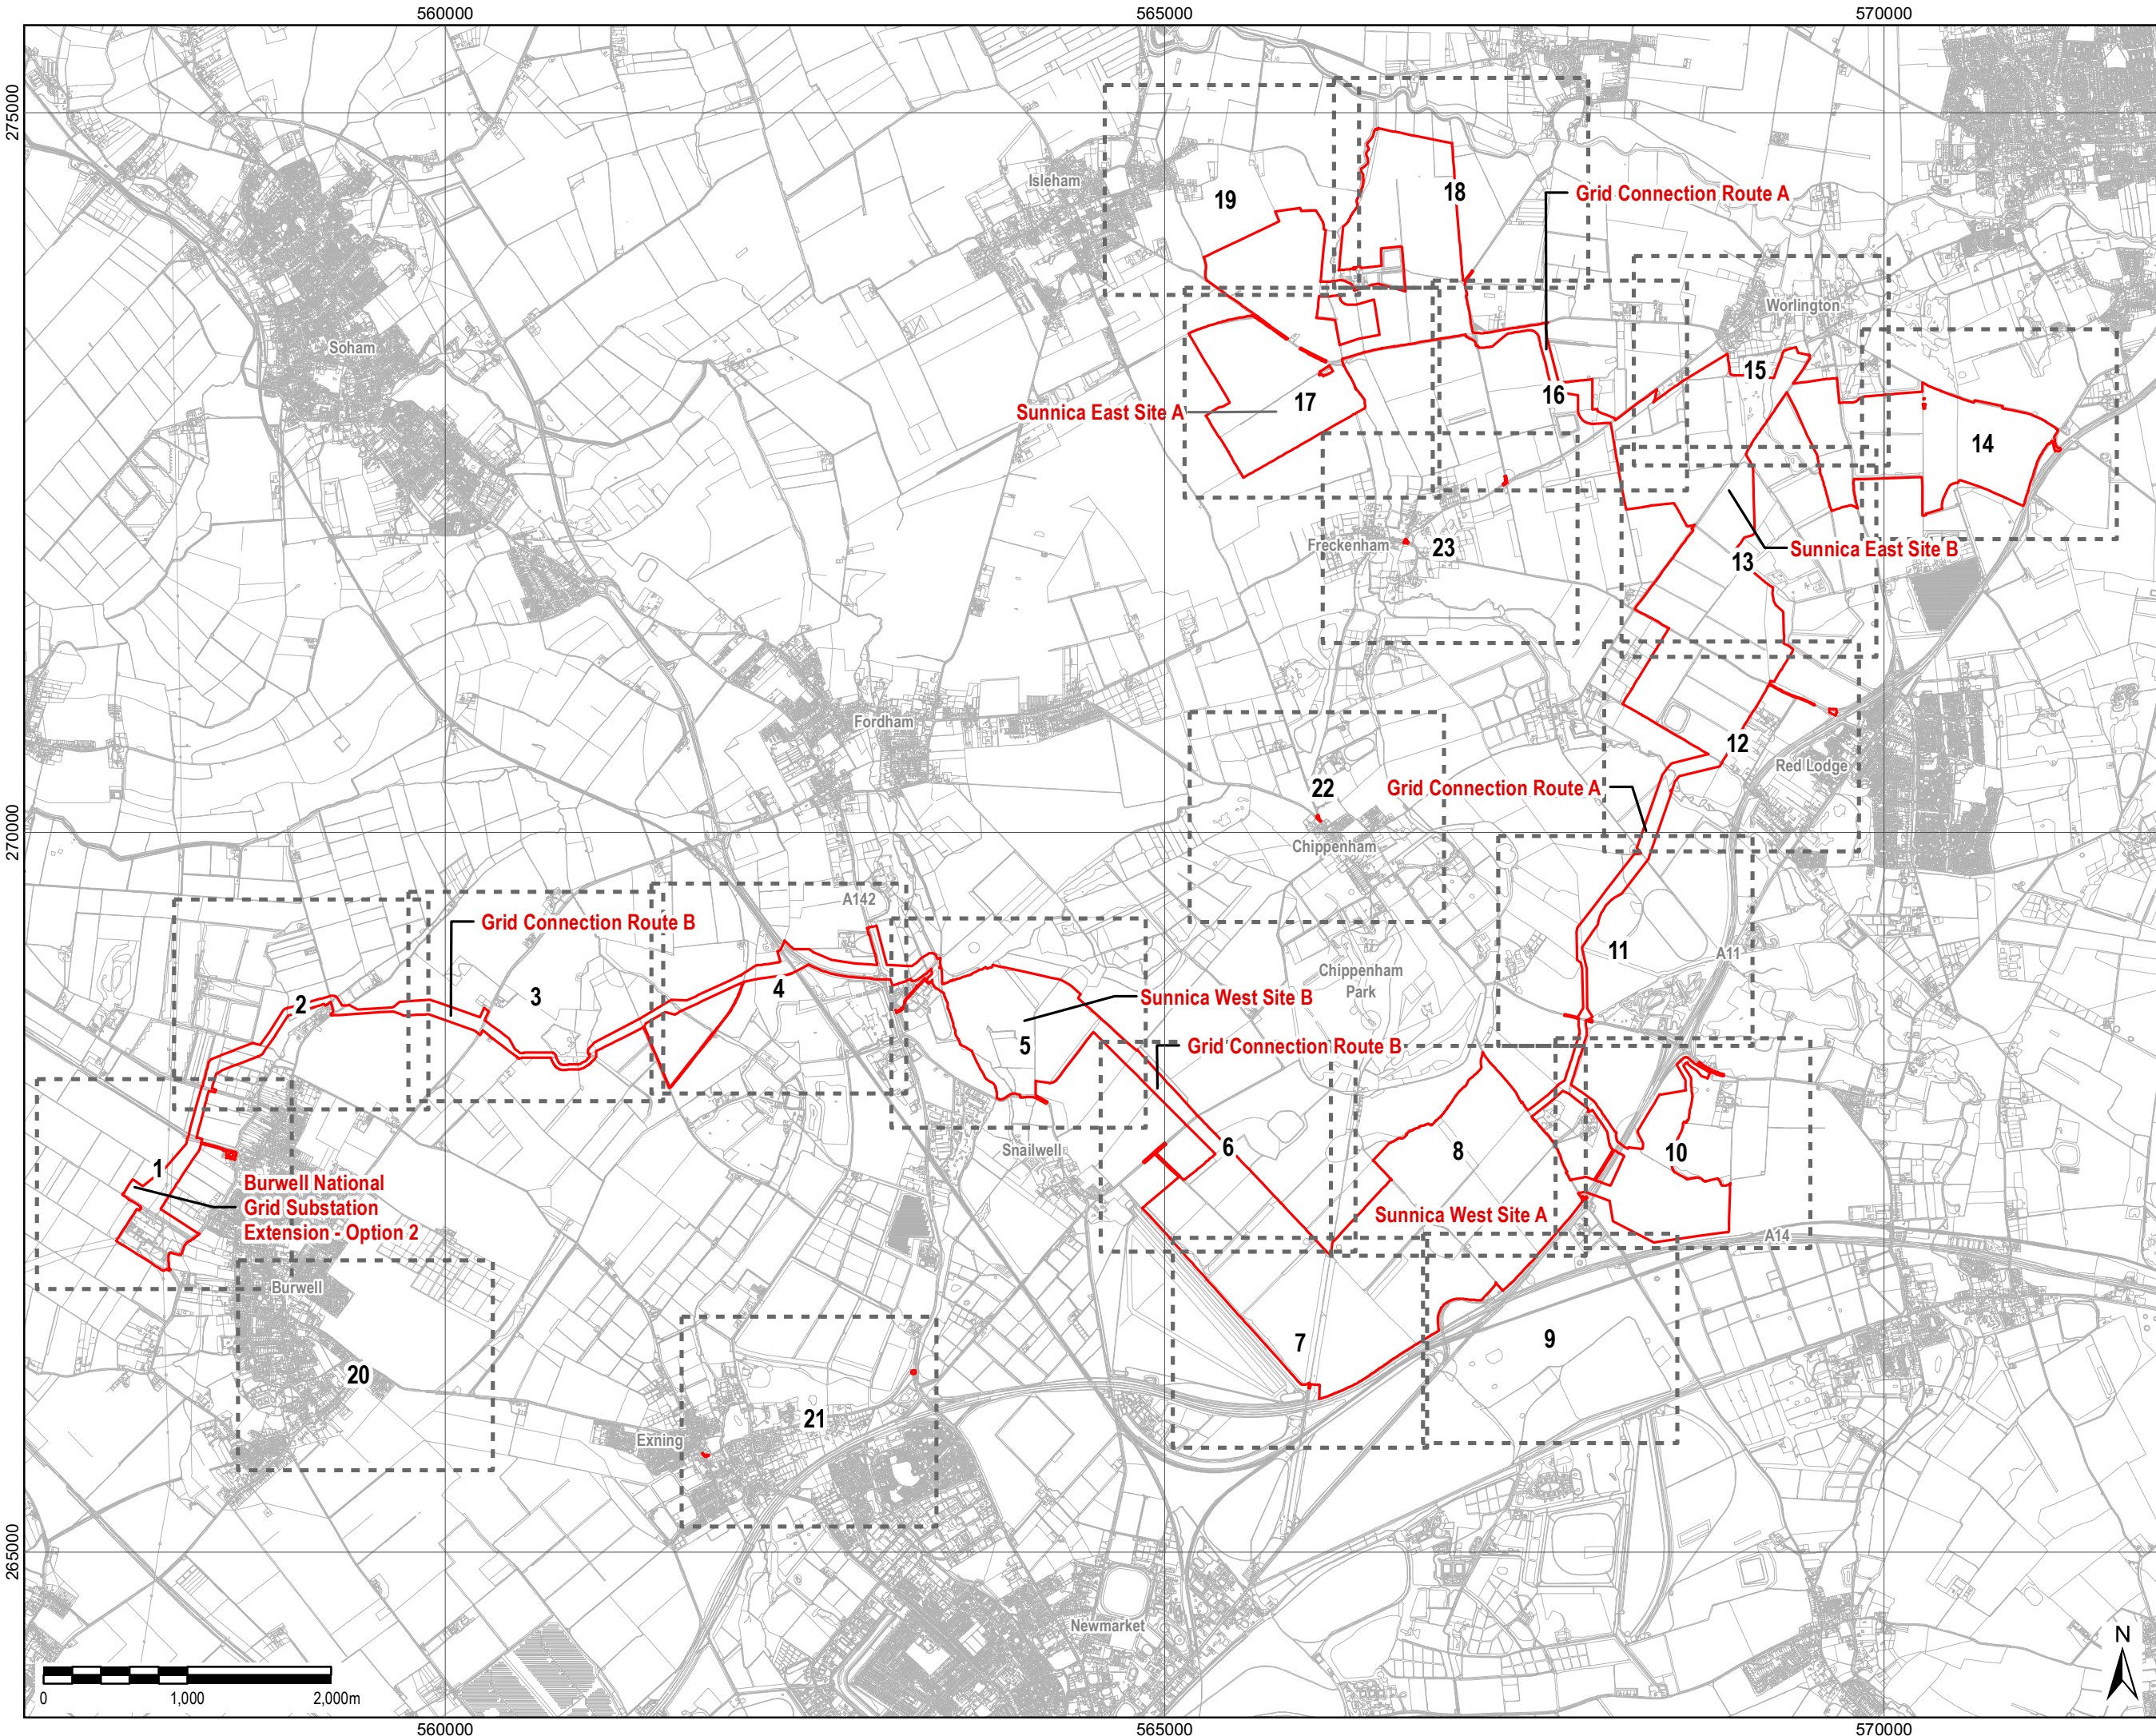 560000
565000
570000
275000
275000
Isleham
19
18
Grid Connection Route A
Worlington
Soham
15
16
17
Sunnica East Site A
14
Freckenham
23
Sunnica East Site B
13
Fordham
12
Red Lodge
22
Grid Connection Route A
270000
Chippenham
A142
Grid Connection Route B
11
A11
Chippenham
Park
3
4
2
Sunnica West Site B
5
Grid Connection Route B
6
8
10
Snailwell
1
Burwell National
Grid Substation
Extension - Option 2
Sunnica West Site A
A14
Burwell
7
9
20
21
Exning
265000
Newmarket
N
0
1,000
2,000m
560000
565000
570000